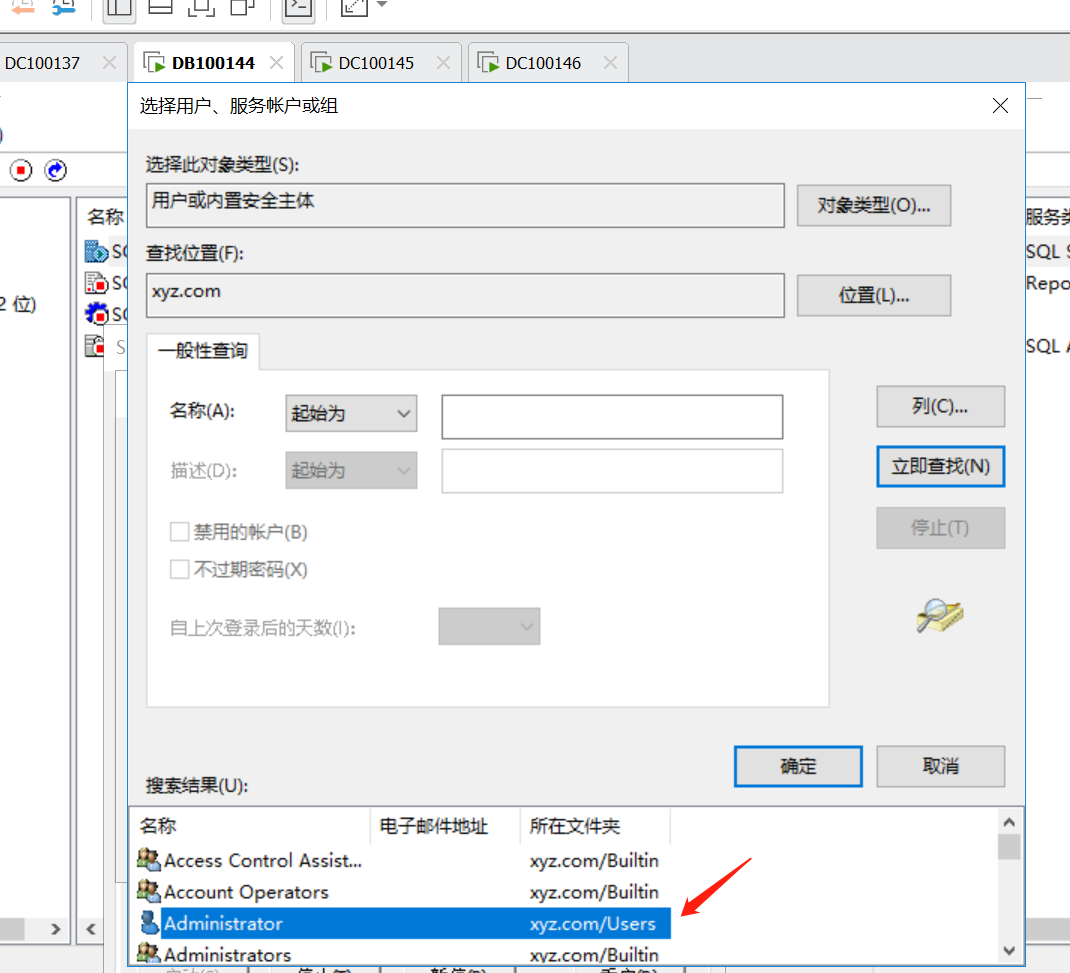 DC100137
DB100144
DC100145
DC100146
选择用户、服务帐户或组
选择此对象类型(S):
用户或内置安全主体
对象类型(O)...
名称
服务类
查找位置(F):
SQL S
xyz.com
位置(L)...
Repo
2 位)
一般性查询
SQL A
名称(A):
起始为
列(C)...
描述(D):
起始为
立即查找(N)
禁用的帐户(B)
停止(T)
不过期密码(X)
自上次登录后的天数(I):
确定
取消
搜索结果(U):
名称 电子邮件地址 所在文件夹
Access Control Assist... xyz.com/Builtin
Account Operators xyz.com/Builtin
Administrator xyz.com/Users
Administrators xyz.com/Builtin